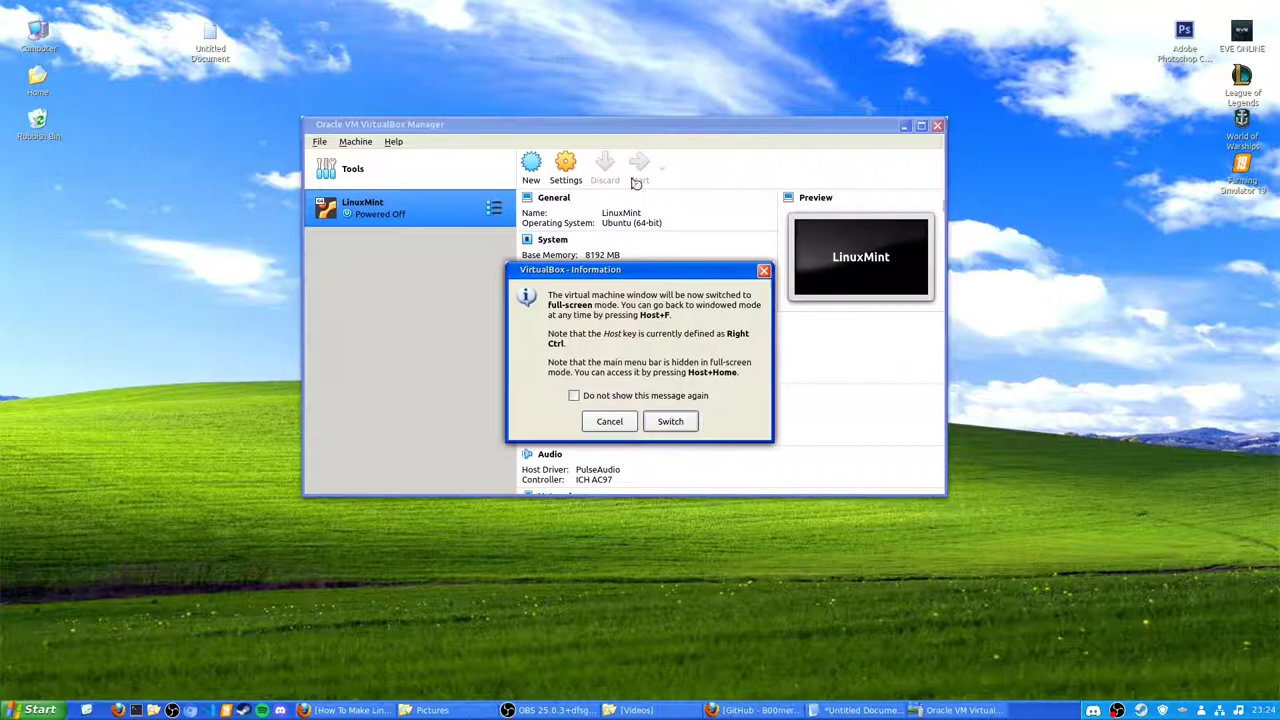 Computer
Untitled
Document
Home
Rubbish Bin
Ps
Adobe
Photoshop C...
EVE
EVE ONLINE
League of
Legends
World of
Warships
19
Farming
Simulator 19
Oracle VM VirtualBox Manager
File Machine Help
Tools
New Settings Discard
64
LinuxMint
Powered Off
General
Name: LinuxMint
Operating System: Ubuntu (64-bit)
System
Base Memory: 8192 MB
Preview
LinuxMint
VirtualBox - Information
The virtual machine window will be now switched to
full-screen mode. You can go back to windowed mode
at any time by pressing Host+F.
Note that the Host key is currently defined as Right
Ctrl.
Note that the main menu bar is hidden in full-screen
mode. You can access it by pressing Host+Home.
Do not show this message again
Cancel Switch
Audio
Host Driver: PulseAudio
Controller: ICH AC97
Start
[How To Make Lin...
Pictures
OBS 25.0.3+dfsg...
[Videos]
[GitHub - B00mer...
*Untitled Docume...
Oracle VM Virtual...
23:24